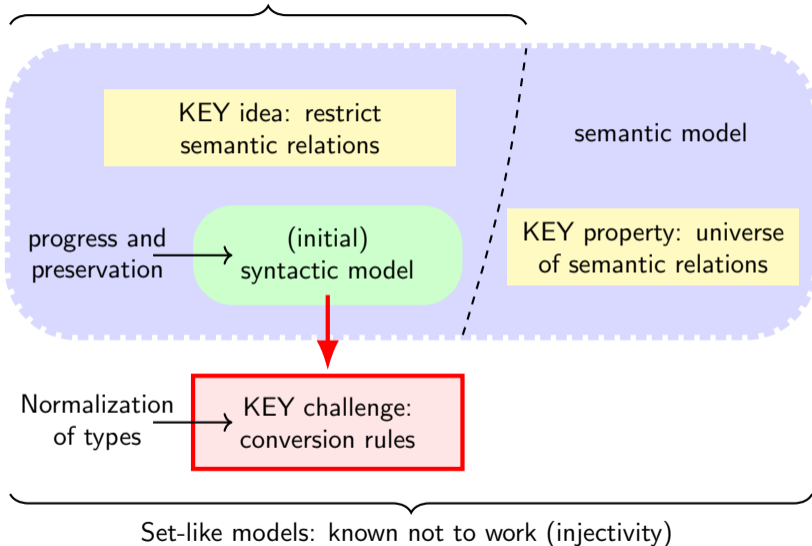 KEY idea: restrict
semantic relations
semantic model
progress and
preservation
(initial)
syntactic model
KEY property: universe
of semantic relations
Normalization
of types
KEY challenge:
conversion rules
Set-like models: known not to work (injectivity)